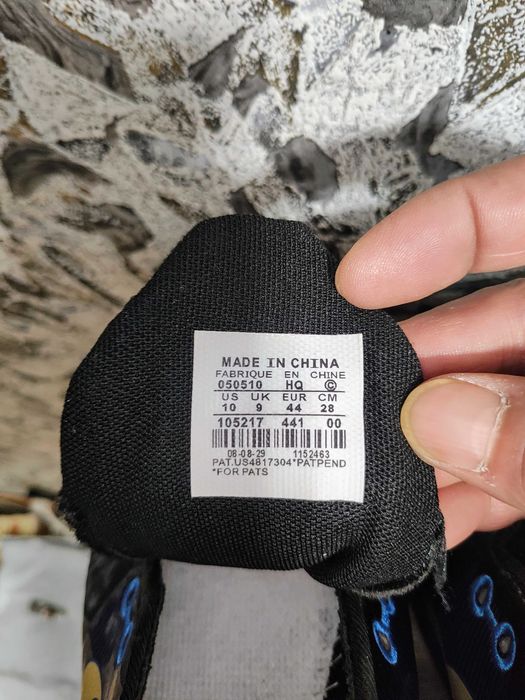 MADE IN CHINA
FABRIQUE EN CHINE
050510 HQ ©
US UK EUR CM
10 9 44 28
105217 441 00
08-08-29 1152463
PAT.US4817304*PATPEND
*FOR PATS